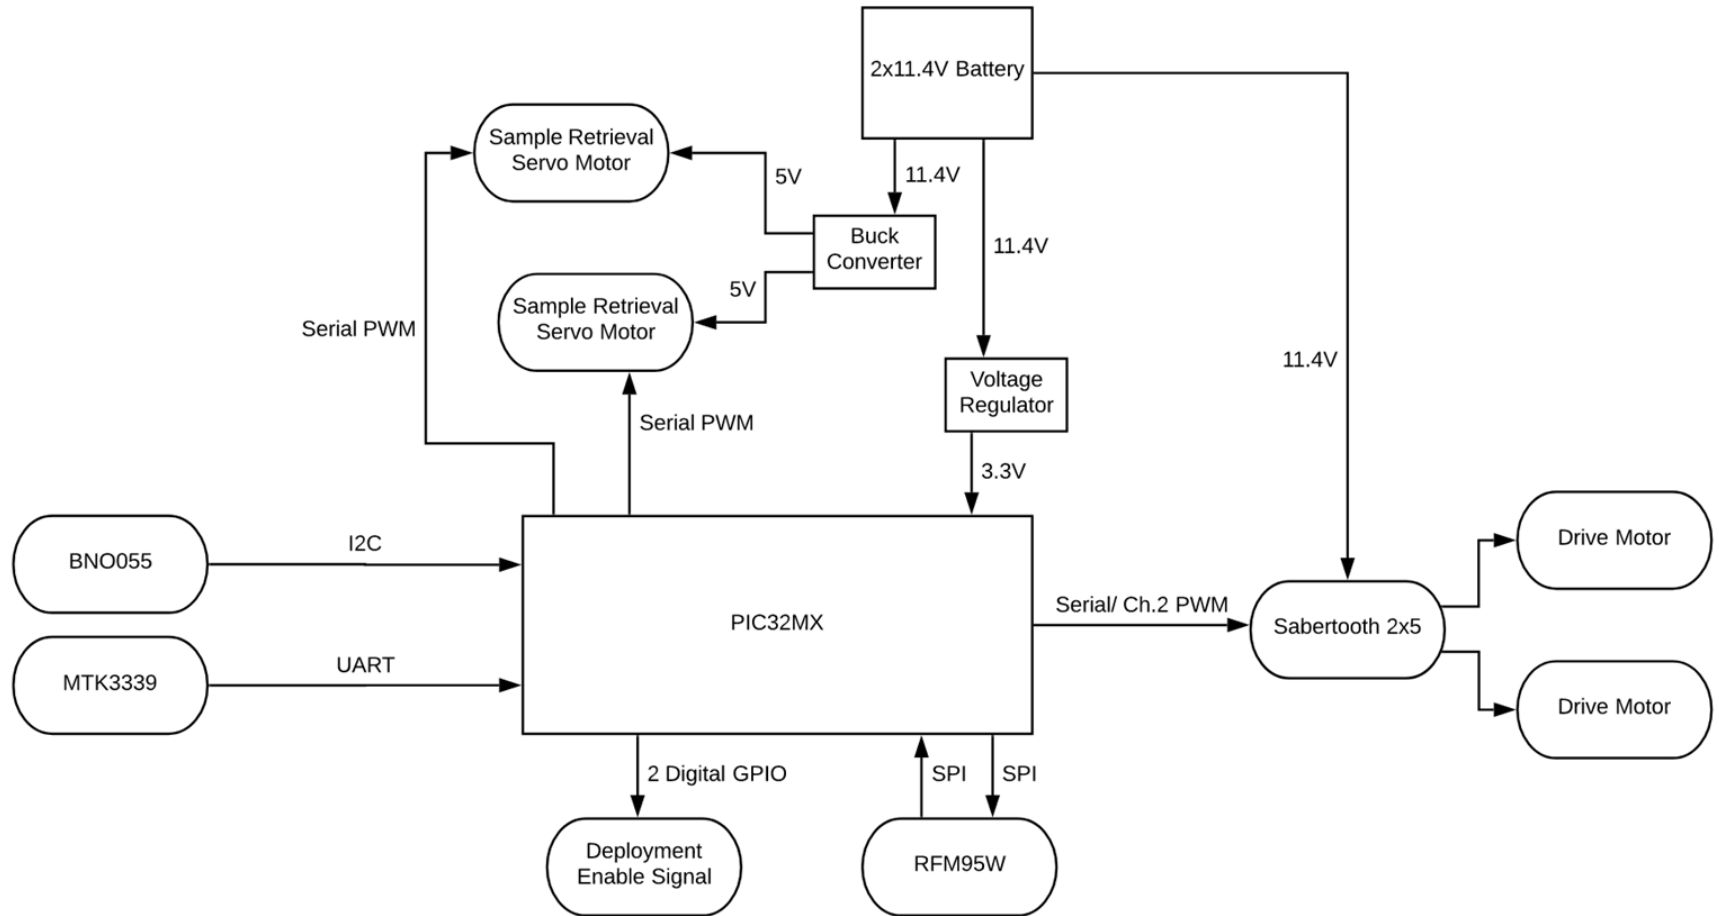 2x11.4V Battery
Sample Retrieval
Servo Motor
5V
11.4V
Buck
Converter
11.4V
Sample Retrieval
Servo Motor
5V
Serial PWM
11.4V
Voltage
Regulator
Serial PWM
3.3V
BNO055
I2C
PIC32MX
Serial/ Ch.2 PWM
Sabertooth 2x5
Drive Motor
MTK3339
UART
Drive Motor
2 Digital GPIO
SPI
SPI
Deployment
Enable Signal
RFM95W